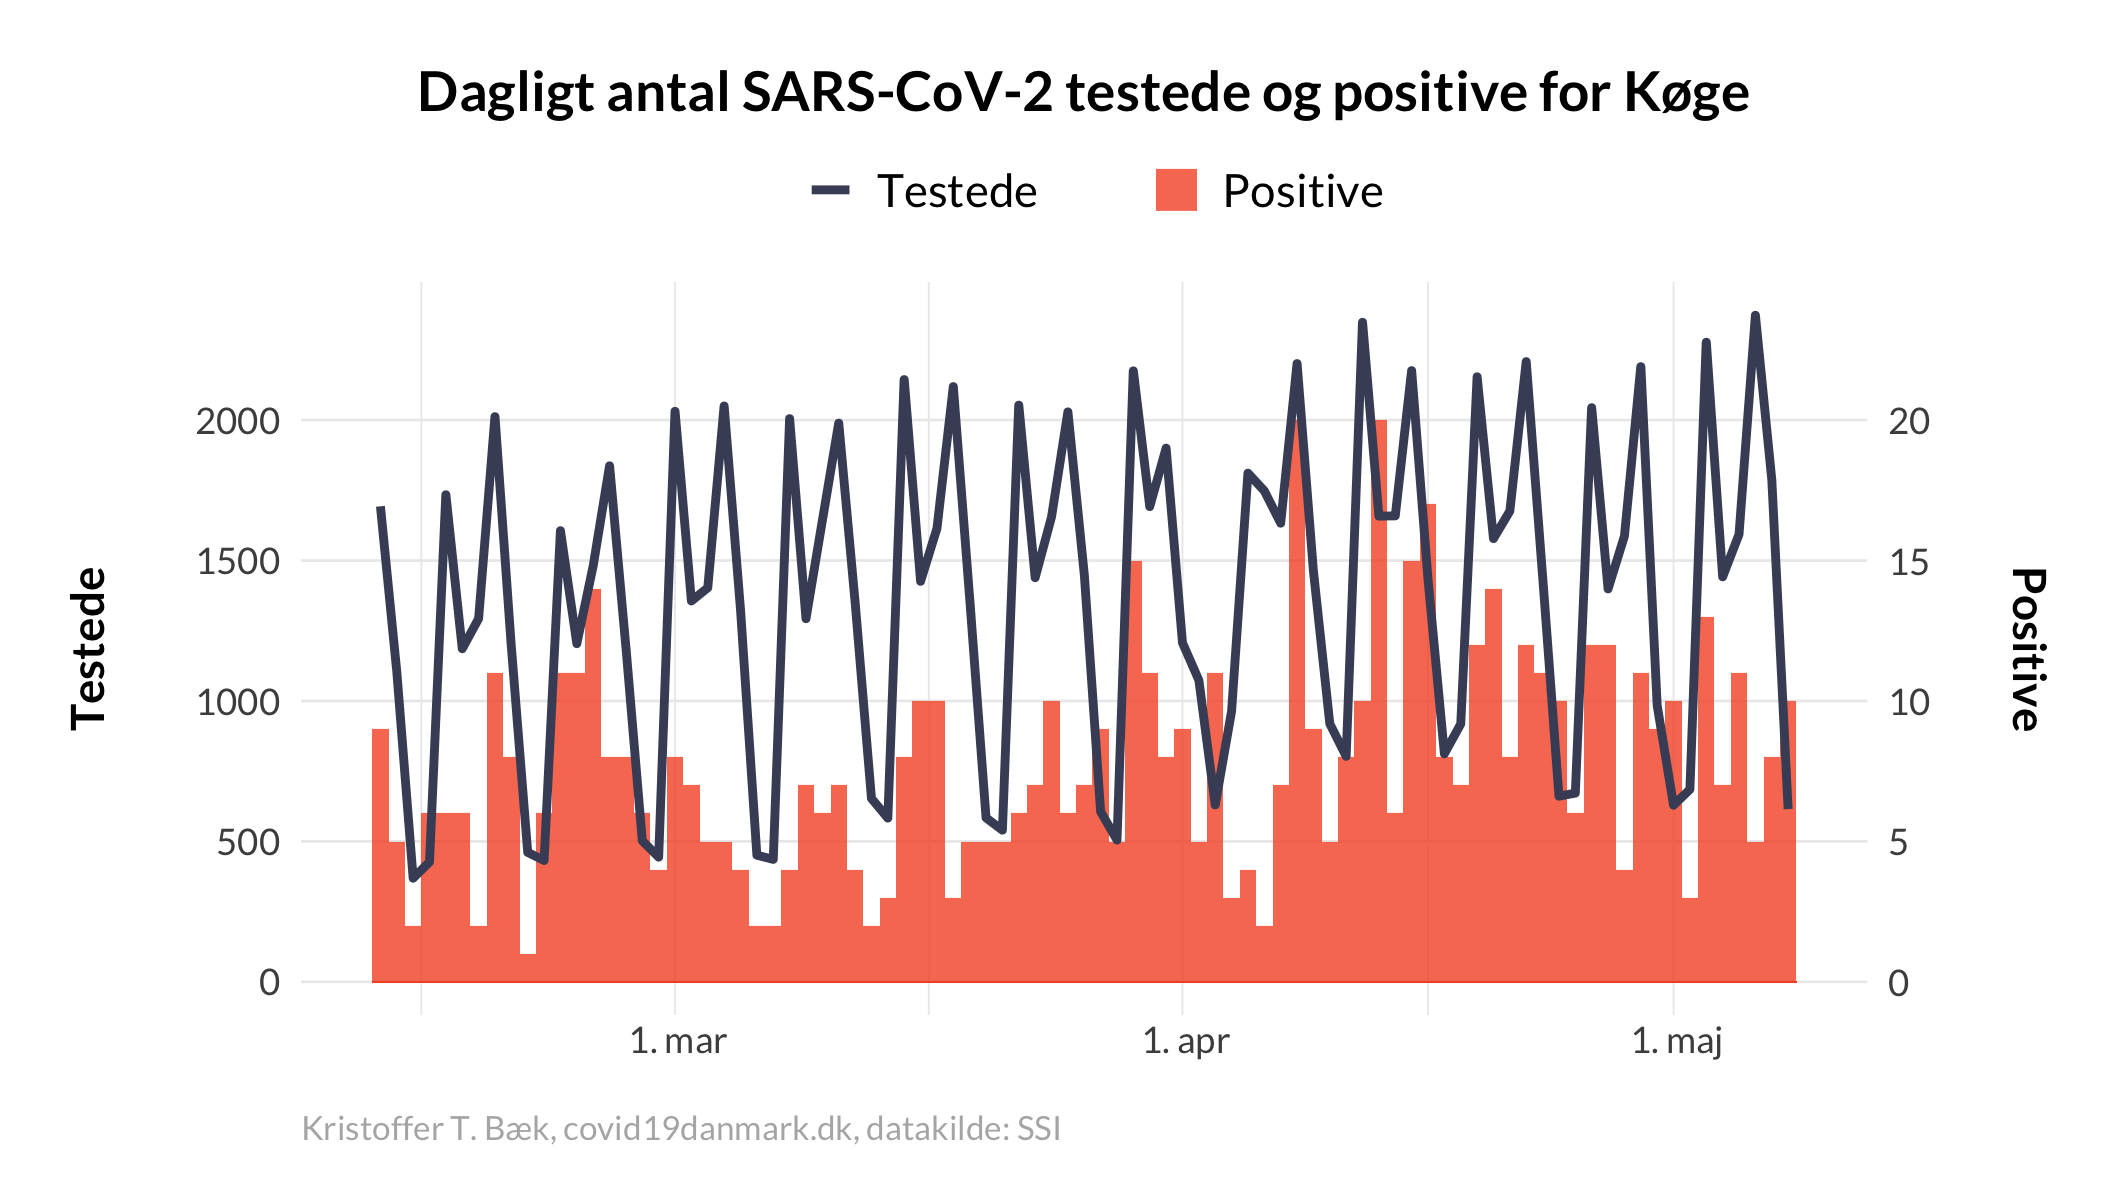 Dagligt antal SARS-CoV-2 testede og positive for Køge
Testede Positive
2000 20
1500 15
1000 10
500 5
0 0
Testede
Positive
1. mar 1. apr 1. maj
Kristoffer T. Bæk, covid19danmark.dk, datakilde: SSI